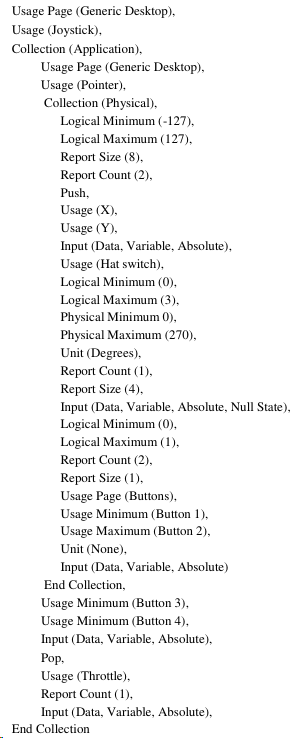 Usage Page (Generic Desktop),
Usage (Joystick),
Collection (Application),
Usage Page (Generic Desktop),
Usage (Pointer),
Collection (Physical),
Logical Minimum (-127),
Logical Maximum (127),
Report Size (8),
Report Count (2),
Push,
Usage (X),
Usage (Y),
Input (Data, Variable, Absolute),
Usage (Hat switch),
Logical Minimum (0),
Logical Maximum (3),
Physical Minimum 0),
Physical Maximum (270),
Unit (Degrees),
Report Count (1),
Report Size (4),
Input (Data, Variable, Absolute, Null State),
Logical Minimum (0),
Logical Maximum (1),
Report Count (2),
Report Size (1),
Usage Page (Buttons),
Usage Minimum (Button 1),
Usage Maximum (Button 2),
Unit (None),
Input (Data, Variable, Absolute)
End Collection,
Usage Minimum (Button 3),
Usage Minimum (Button 4),
Input (Data, Variable, Absolute),
Pop,
Usage (Throttle),
Report Count (1),
Input (Data, Variable, Absolute),
End Collection